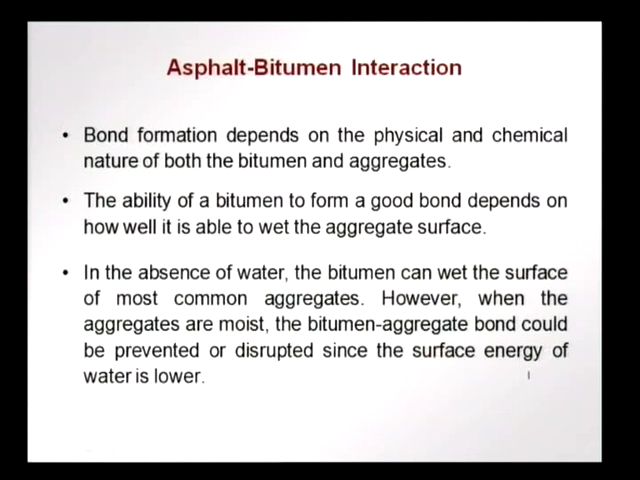 Asphalt-Bitumen Interaction
• Bond formation depends on the physical and chemical
nature of both the bitumen and aggregates.
• The ability of a bitumen to form a good bond depends on
how well it is able to wet the aggregate surface.
• In the absence of water, the bitumen can wet the surface
of most common aggregates. However, when the
aggregates are moist, the bitumen-aggregate bond could
be prevented or disrupted since the surface energy of
water is lower.